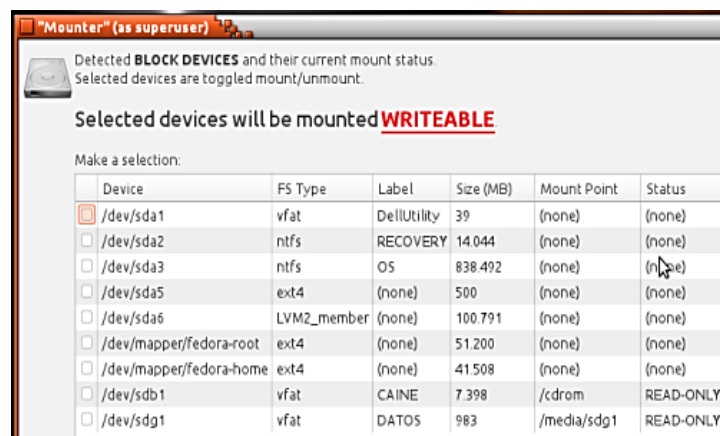 "Mounter" (as superuser)
Detected BLOCK DEVICES and their current mount status.
Selected devices are toggled mount/unmount.
Selected devices will be mounted WRITEABLE.
Make a selection:
Device FS Type Label Size (MB) Mount Point Status
/dev/sda1 vfat DellUtility 39 (none) (none)
/dev/sda2 ntfs RECOVERY 14.044 (none) (none)
/dev/sda3 ntfs OS 838.492 (none) (none)
/dev/sda5 ext4 (none) 500 (none) (none)
/dev/sda6 LVM2_member (none) 100.791 (none) (none)
/dev/mapper/fedora-root ext4 (none) 51.200 (none) (none)
/dev/mapper/fedora-home ext4 (none) 41.508 (none) (none)
/dev/sdb1 vfat CAINE 7.398 /cdrom READ-ONLY
/dev/sdg1 vfat DATOS 983 /media/sdg1 READ-ONLY